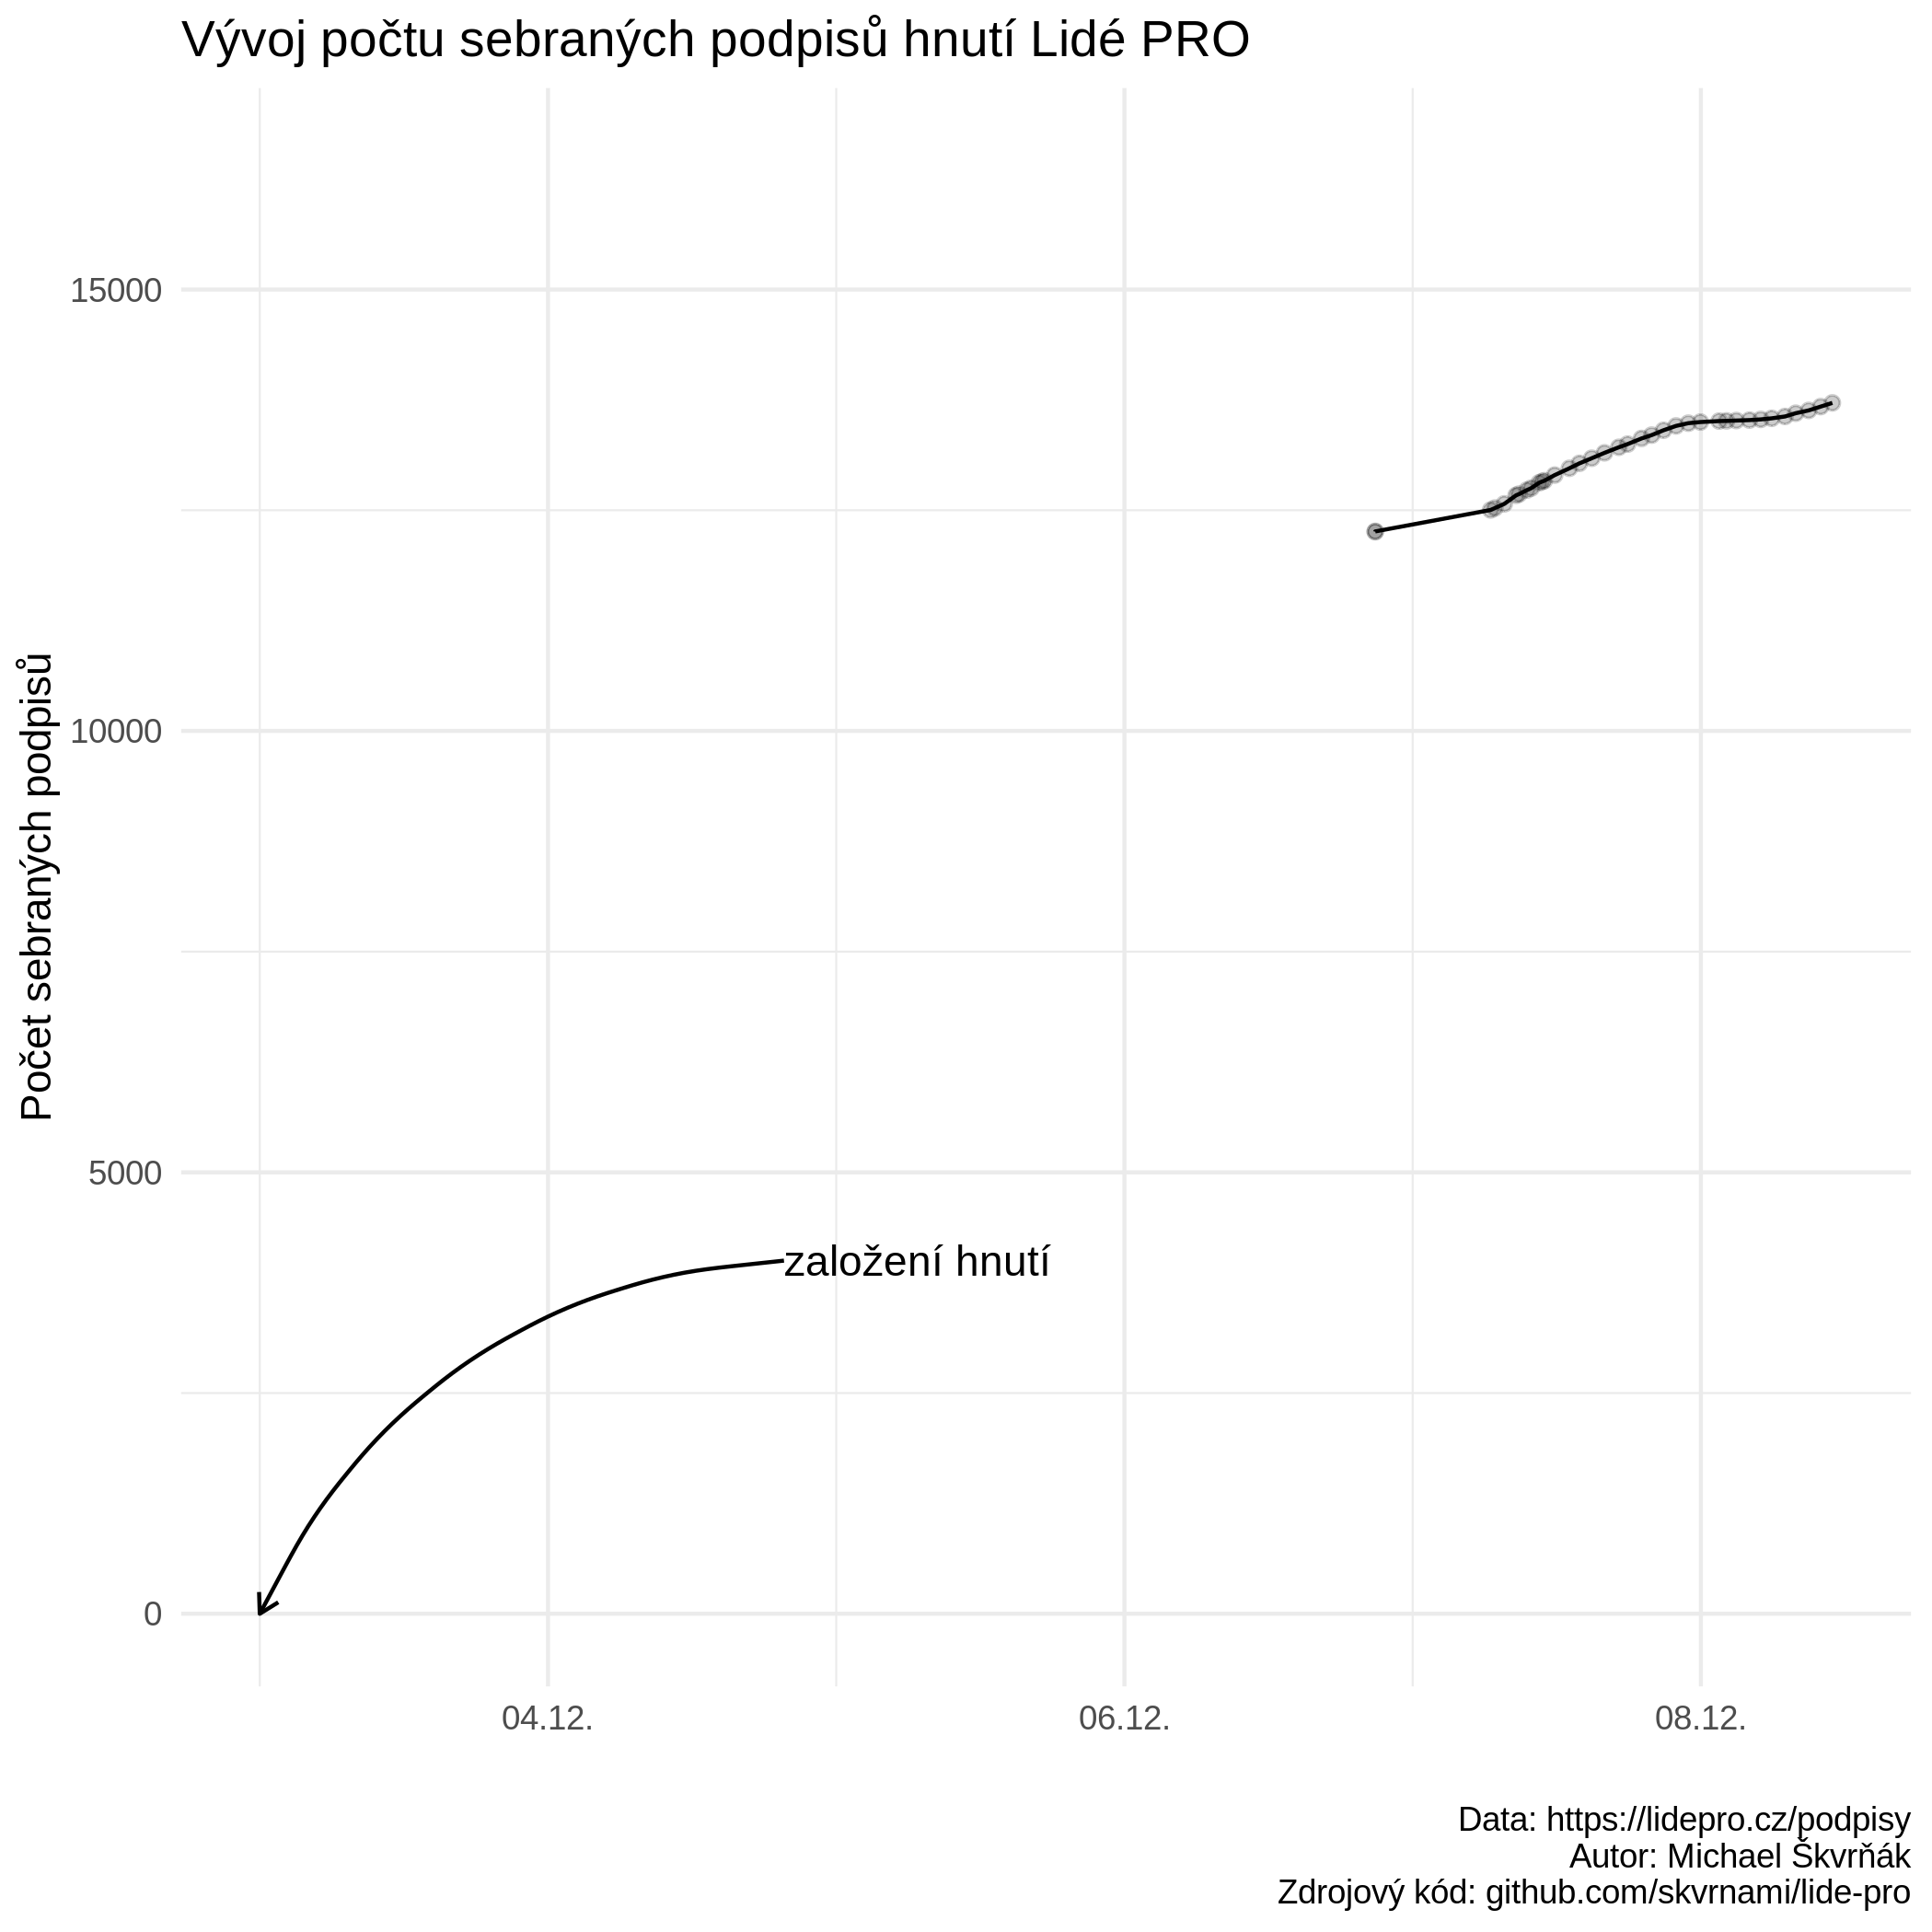 Vývoj počtu sebraných podpisů hnutí Lidé PRO
Počet sebraných podpisů
15000
10000
5000
0
založení hnutí
04.12.
06.12.
08.12.
Data: https://lidepro.cz/podpisy
Autor: Michael Škvrňák
Zdrojový kód: github.com/skvrnami/lide-pro